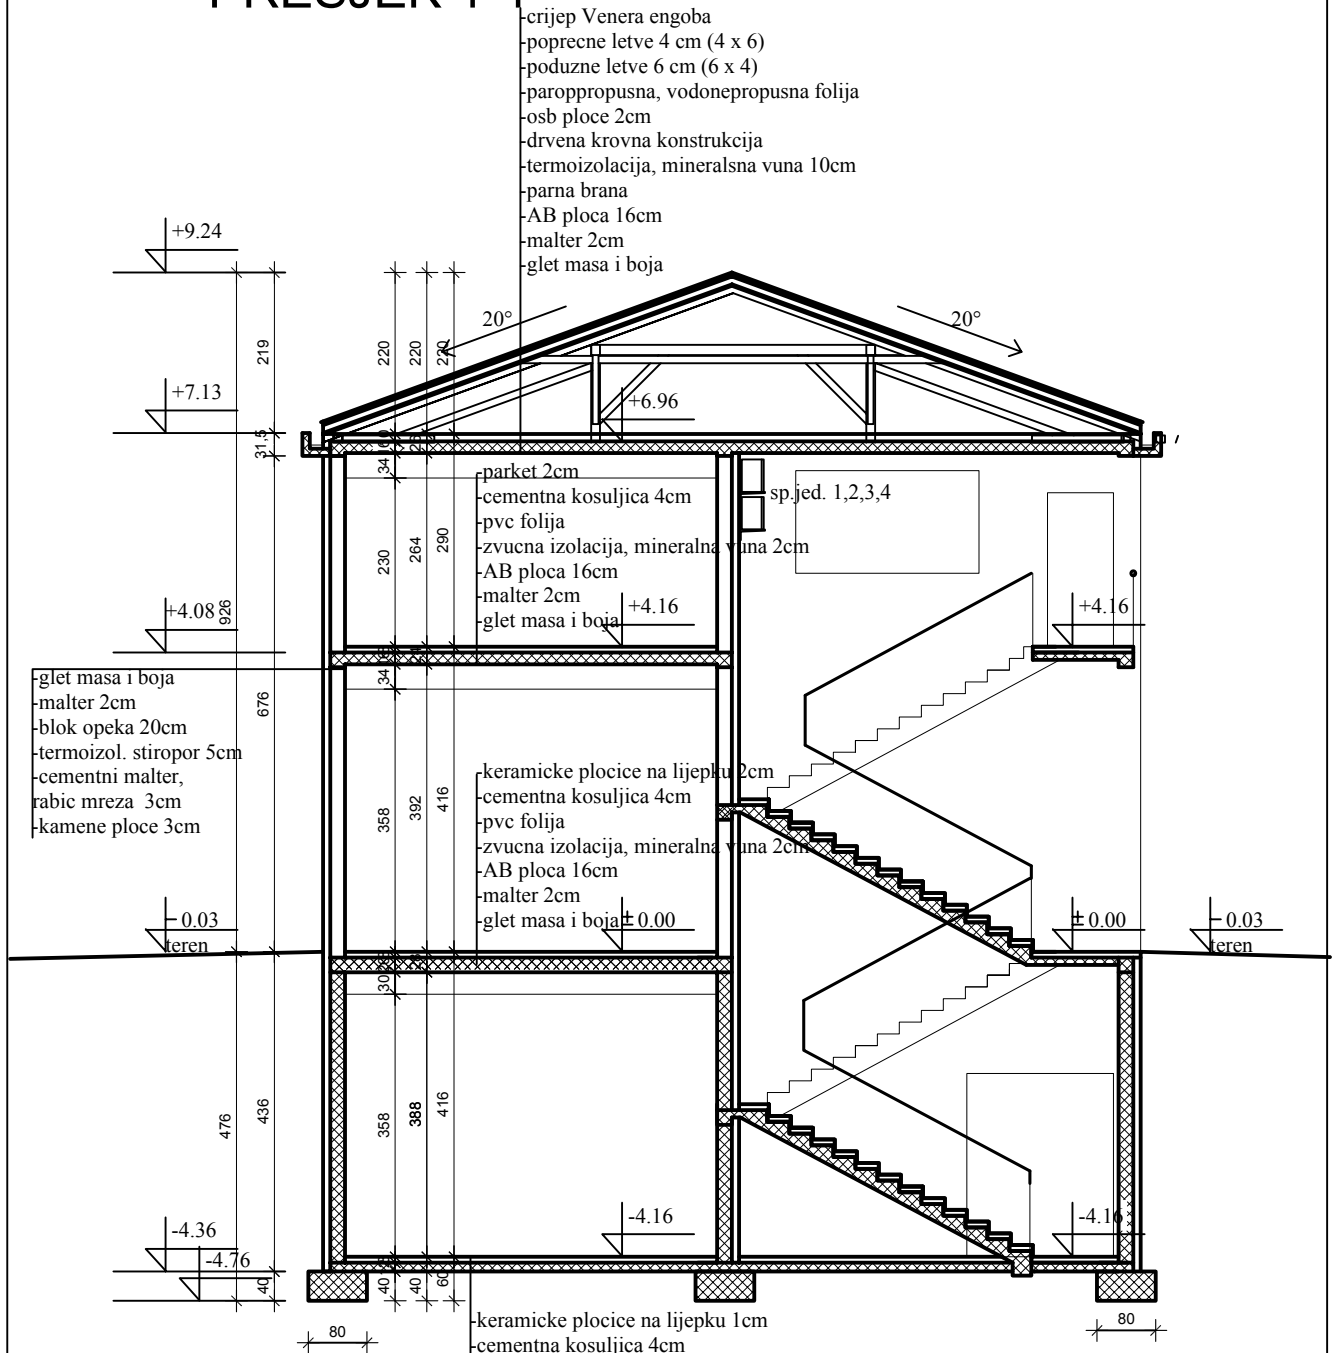 PRESJEK 1-1
-crijep Venera engoba
-poprecne letve 4 cm (4 x 6)
-poduzne letve 6 cm (6 x 4)
-paroppropusna, vodonepropusna folija
-osb ploce 2cm
-drvena krovna konstrukcija
-termoizolacija, mineralsna vuna 10cm
-parna brana
-AB ploca 16cm
-malter 2cm
-glet masa i boja
+9.24
20°
20°
219
220
220
220
+7.13
+6.96
31,5
34
-parket 2cm
-cementna kosuljica 4cm
-pvc folija
-zvucna izolacija, mineralna vuna 2cm
-AB ploca 16cm
-malter 2cm
-glet masa i boja
sp.jed. 1,2,3,4
230
264
290
+4.08
926
+4.16
+4.16
34
-glet masa i boja
-malter 2cm
-blok opeka 20cm
-termoizol. stiropor 5cm
-cementni malter,
rabic mreza 3cm
-kamene ploce 3cm
676
-keramicke plocice na lijepku 2cm
-cementna kosuljica 4cm
-pvc folija
-zvucna izolacija, mineralna vuna 2cm
-AB ploca 16cm
-malter 2cm
-glet masa i boja
358
392
416
- 0.03
teren
± 0.00
± 0.00
- 0.03
teren
30
476
436
358
388
416
-4.36
-4.76
-4.16
-4.16
40
40
40
60
80
80
-keramicke plocice na lijepku 1cm
-cementna kosuljica 4cm